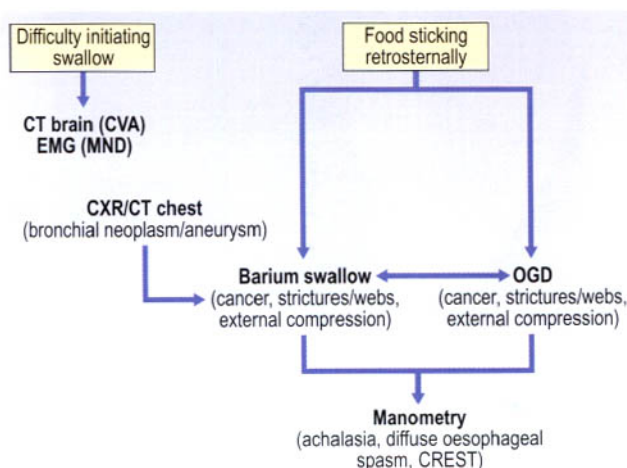 Difficulty initiating
swallow
Food sticking
retrosternally
CT brain (CVA)
EMG (MND)
CXR/CT chest
(bronchial neoplasm/aneurysm)
Barium swallow
(cancer, strictures/webs,
external compression)
OGD
(cancer, strictures/webs,
external compression)
Manometry
(achalasia, diffuse oesophageal
spasm, CREST)